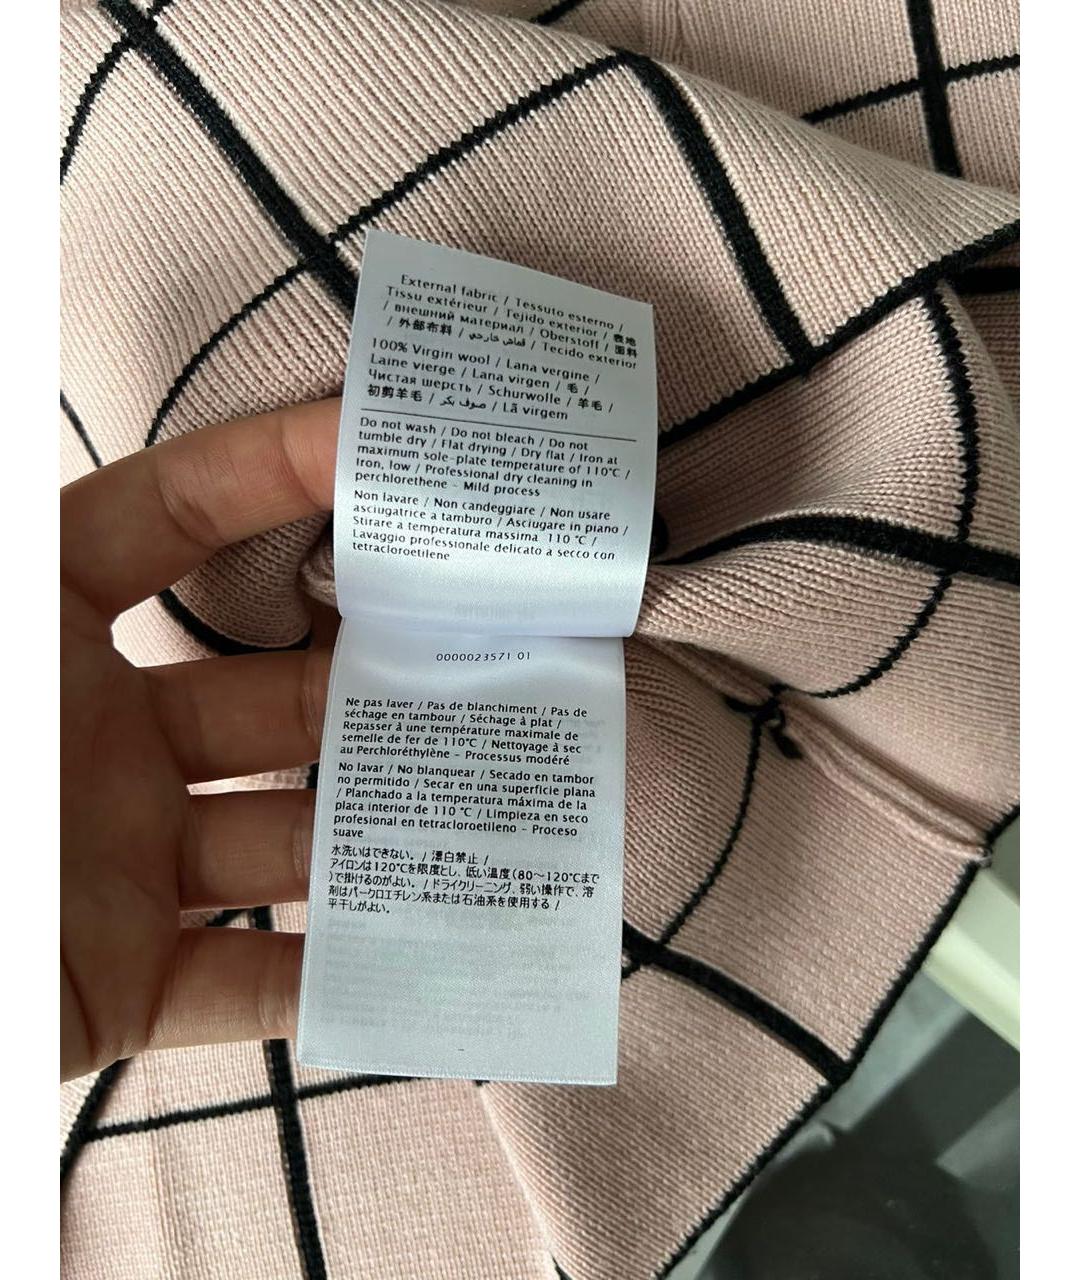 External fabric / Tessuto esterno /
Tissu extérieur / Tejido exterior / 表地
/ внешний материал / Oberstoff / 面料
/ 外部布料 / قماش خارجي / Tecido exterior
100% Virgin wool / Lana vergine /
Laine vierge / Lana virgen / 毛 /
Чистая шерсть / Schurwolle / 羊毛 /
初剪羊毛 / صوف بكر / Lã virgem
Do not wash / Do not bleach / Do not
tumble dry / Flat drying / Dry flat / Iron at
maximum sole-plate temperature of 110°C /
Iron, low / Professional dry cleaning in
perchlorethene - Mild process
Non lavare / Non candeggiare / Non usare
asciugatrice a tamburo / Asciugare in piano /
Stirare a temperatura massima 110 °C /
Lavaggio professionale delicato a secco con
tetracloroetilene
0000023571 01
Ne pas laver / Pas de blanchiment / Pas de
séchage en tambour / Séchage à plat /
Repasser à une température maximale de
semelle de fer de 110°C / Nettoyage à sec
au Perchloréthylène - Processus modéré
No lavar / No blanquear / Secado en tambor
no permitido / Secar en una superficie plana
/ Planchado a la temperatura máxima de la
placa interior de 110 °C / Limpieza en seco
profesional en tetracloroetileno - Proceso
suave
水洗いはできない。 / 漂白禁止 /
アイロンは120℃を限度とし、低い温度(80～120℃まで
)で掛けるのがよい。 / ドライクリーニング、弱い操作で、溶
剤はパークロエチレン系または石油系を使用する /
平干しがよい。